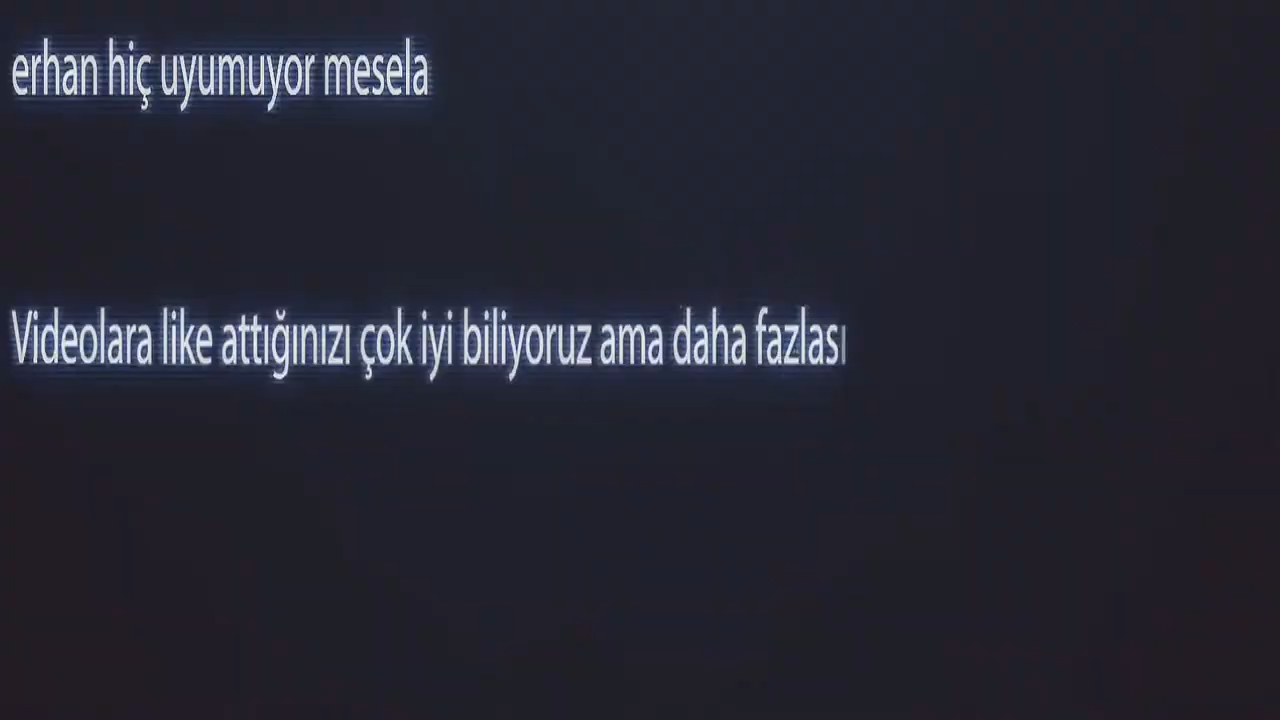 erhan hiç uyumuyor mesela
Videolara like attığınızı çok iyi biliyoruz ama daha fazlası